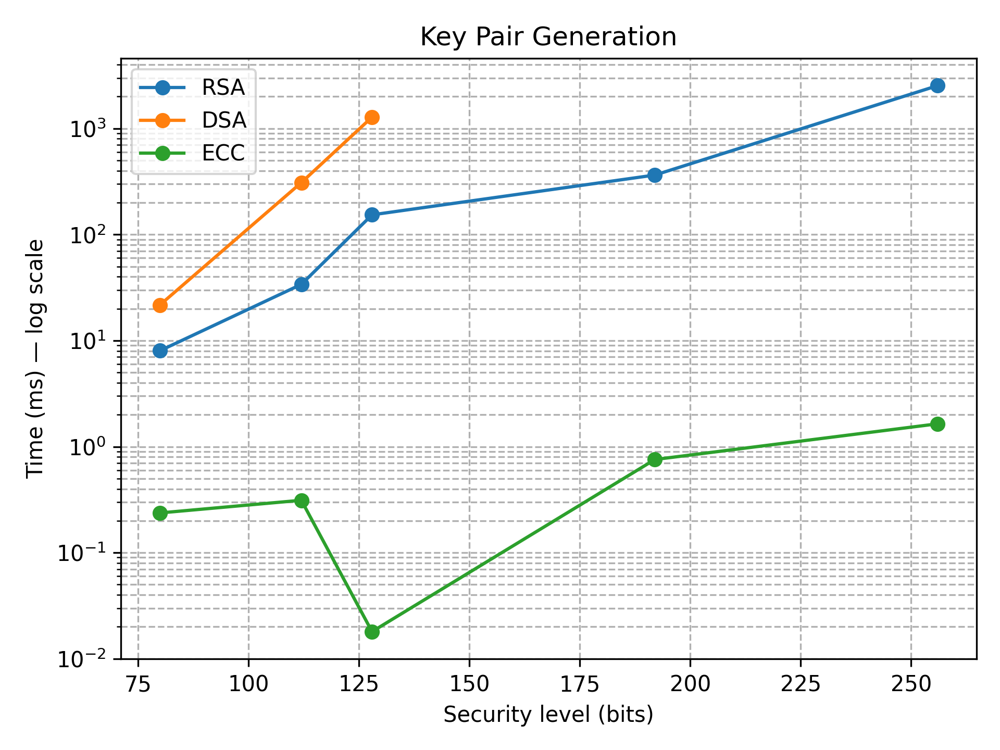 Key Pair Generation
RSA
DSA
ECC
10³
10²
10¹
10⁰
10⁻¹
10⁻²
Time (ms) — log scale
75 100 125 150 175 200 225 250
Security level (bits)